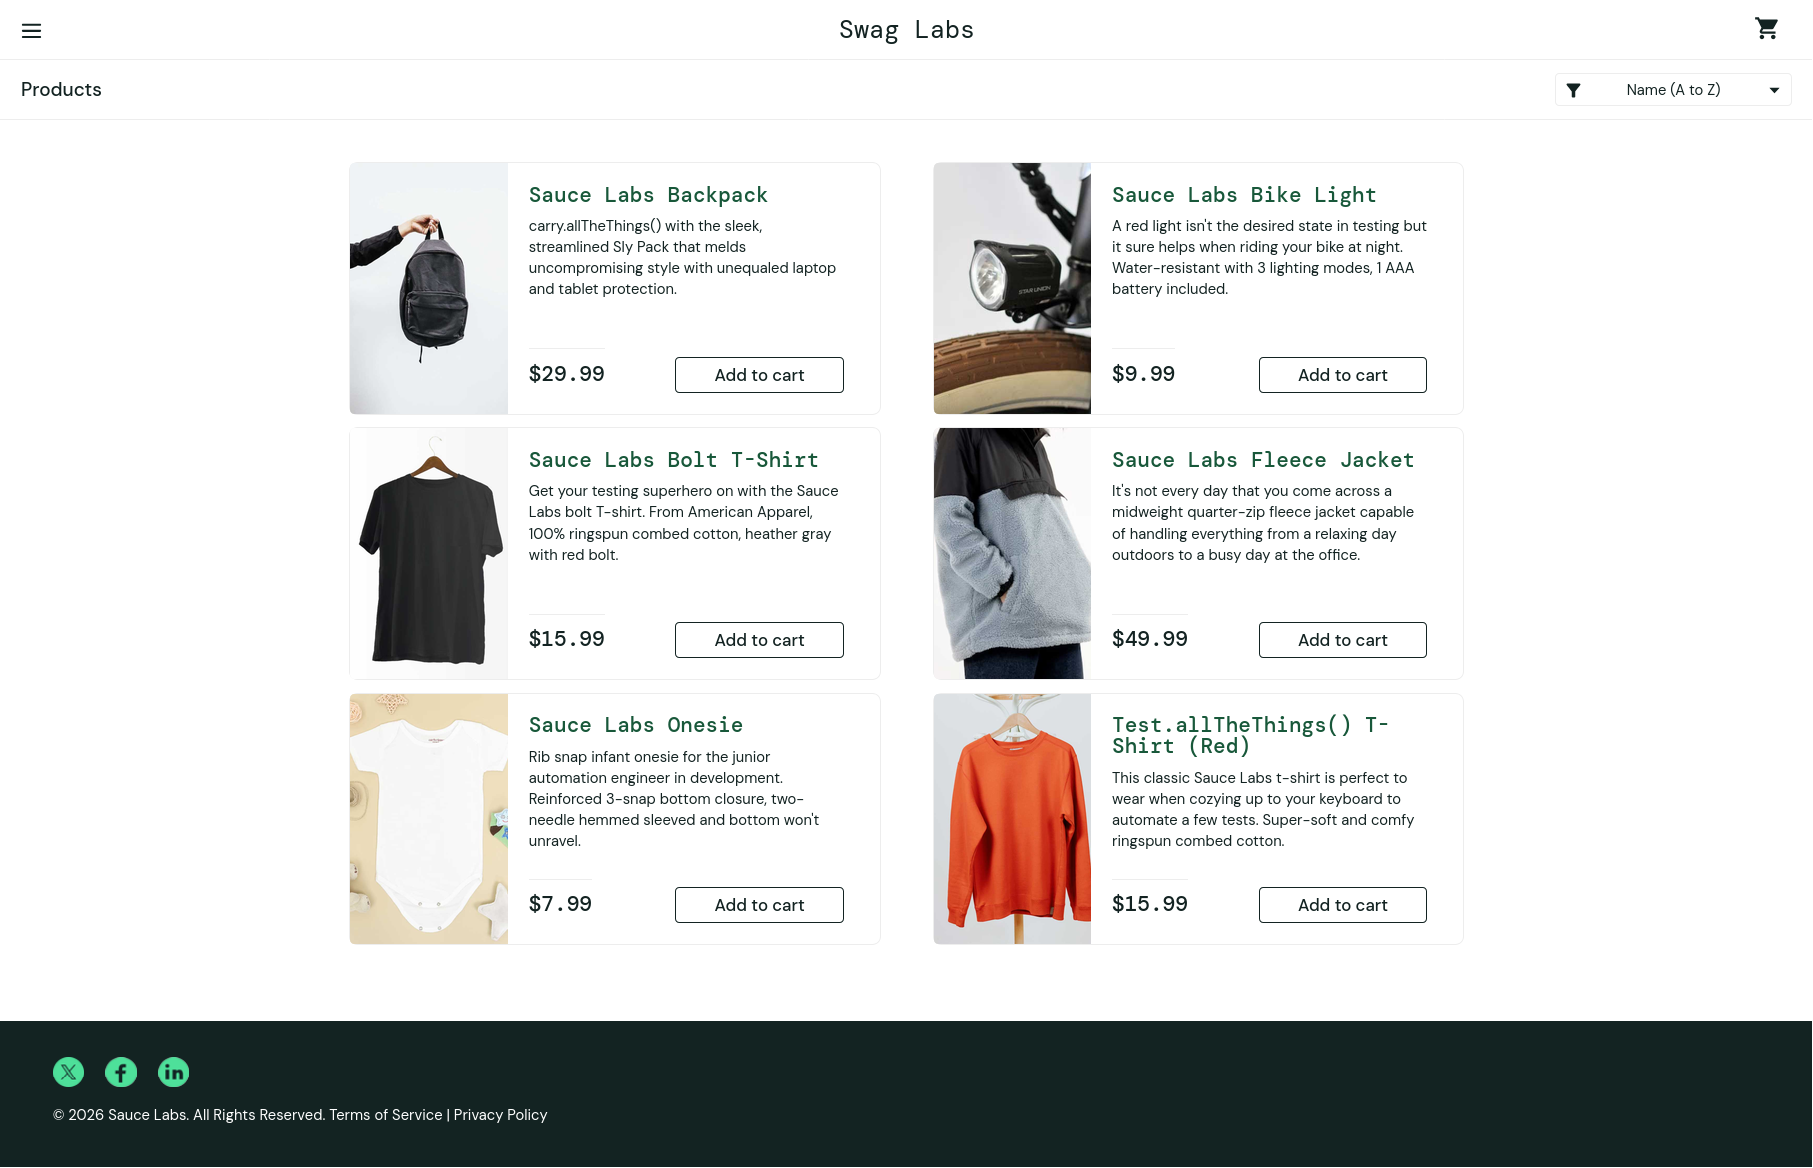 Swag Labs
Products
Name (A to Z)
Sauce Labs Backpack
carry.allTheThings() with the sleek,
streamlined Sly Pack that melds
uncompromising style with unequaled laptop
and tablet protection.
$29.99
Add to cart
STAR UNION
Sauce Labs Bike Light
A red light isn't the desired state in testing but
it sure helps when riding your bike at night.
Water-resistant with 3 lighting modes, 1 AAA
battery included.
$9.99
Add to cart
Sauce Labs Bolt T-Shirt
Get your testing superhero on with the Sauce
Labs bolt T-shirt. From American Apparel,
100% ringspun combed cotton, heather gray
with red bolt.
$15.99
Add to cart
Sauce Labs Fleece Jacket
It's not every day that you come across a
midweight quarter-zip fleece jacket capable
of handling everything from a relaxing day
outdoors to a busy day at the office.
$49.99
Add to cart
Sauce Labs Onesie
Rib snap infant onesie for the junior
automation engineer in development.
Reinforced 3-snap bottom closure, two-
needle hemmed sleeved and bottom won't
unravel.
$7.99
Add to cart
Test.allTheThings() T-
Shirt (Red)
This classic Sauce Labs t-shirt is perfect to
wear when cozying up to your keyboard to
automate a few tests. Super-soft and comfy
ringspun combed cotton.
$15.99
Add to cart
© 2026 Sauce Labs. All Rights Reserved. Terms of Service | Privacy Policy